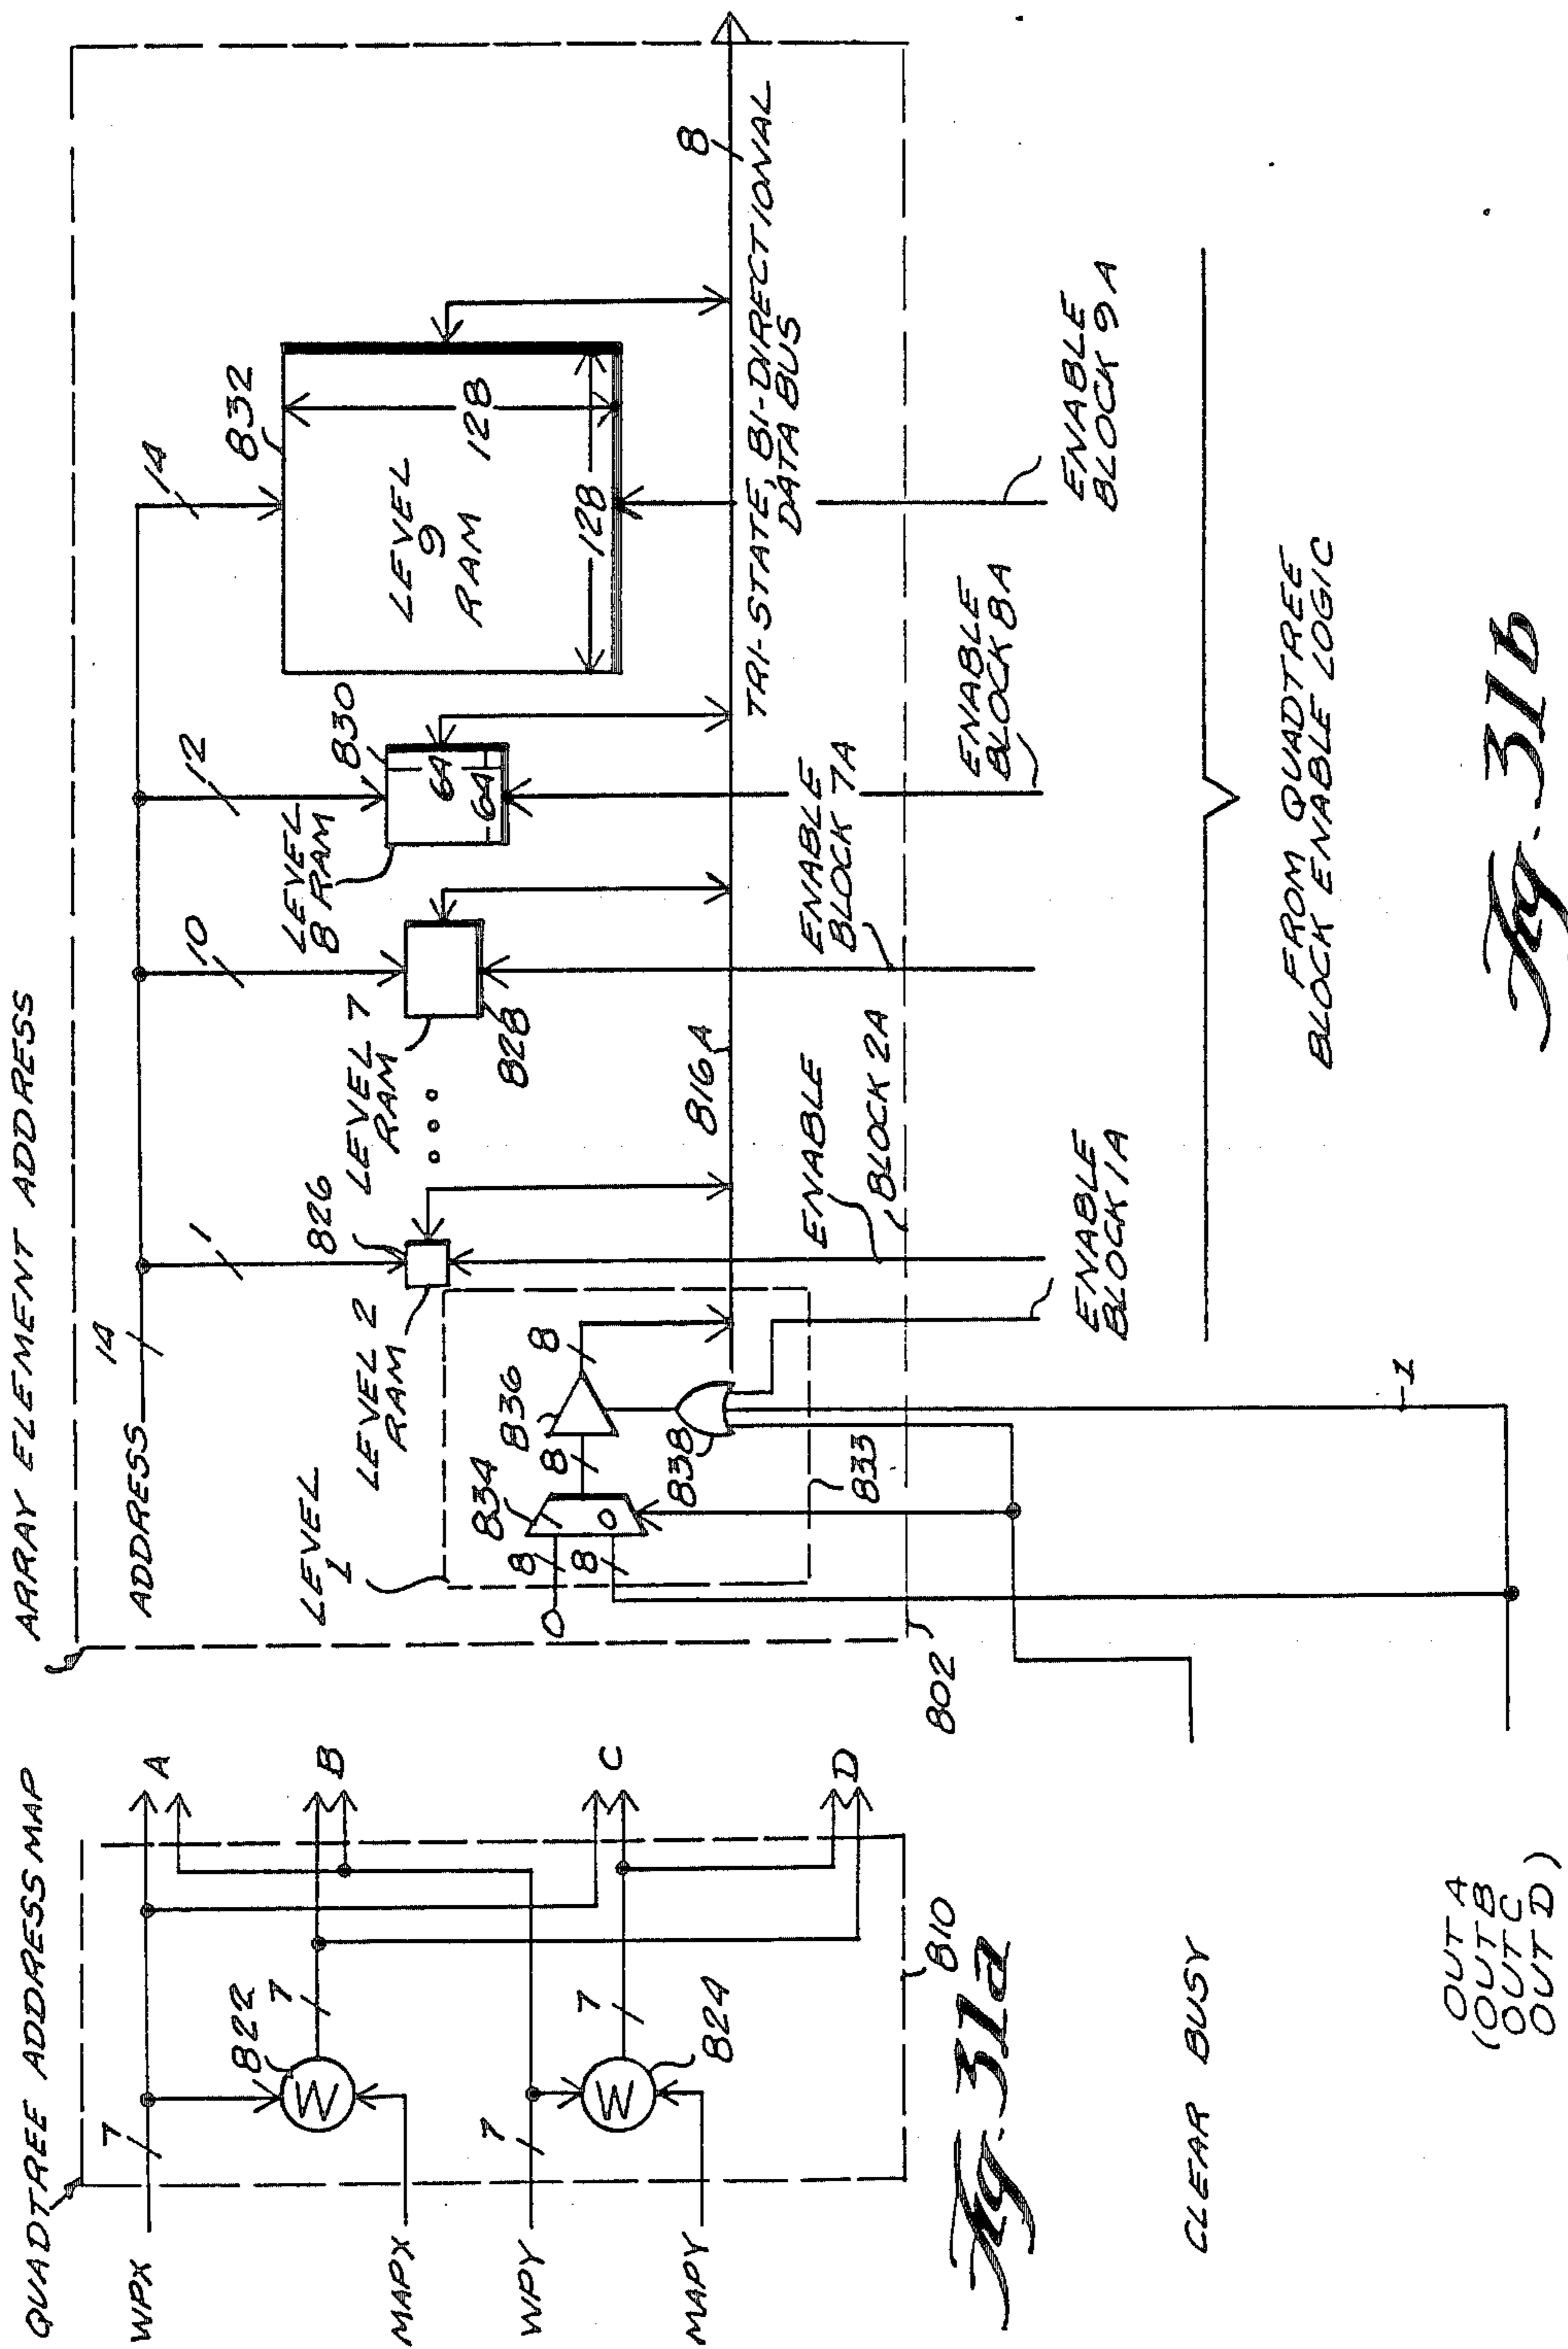 QUADTREE ADDRESS MAP
WPX
7
822
W
7
A
B
MAPX
WPY
7
W
7
824
C
D
MAPY
810
Fig. 31a
ARRAY ELEMENT ADDRESS
ADDRESS
14
1
10
12
14
LEVEL
1
LEVEL 2
RAM
826
LEVEL 7
RAM
828
LEVEL
8 RAM
830
64
64
832
LEVEL
9
RAM
128
128
834
1
0
0
8
8
8
836
8
838
833
816A
8
TRI-STATE, BI-DIRECTIONAL
DATA BUS
802
ENABLE
BLOCK 1A
ENABLE
BLOCK 2A
ENABLE
BLOCK 7A
ENABLE
BLOCK 8A
ENABLE
BLOCK 9A
CLEAR BUSY
1
OUT A
(OUT B
OUT C
OUT D)
FROM QUADTREE
BLOCK ENABLE LOGIC
Fig. 31b